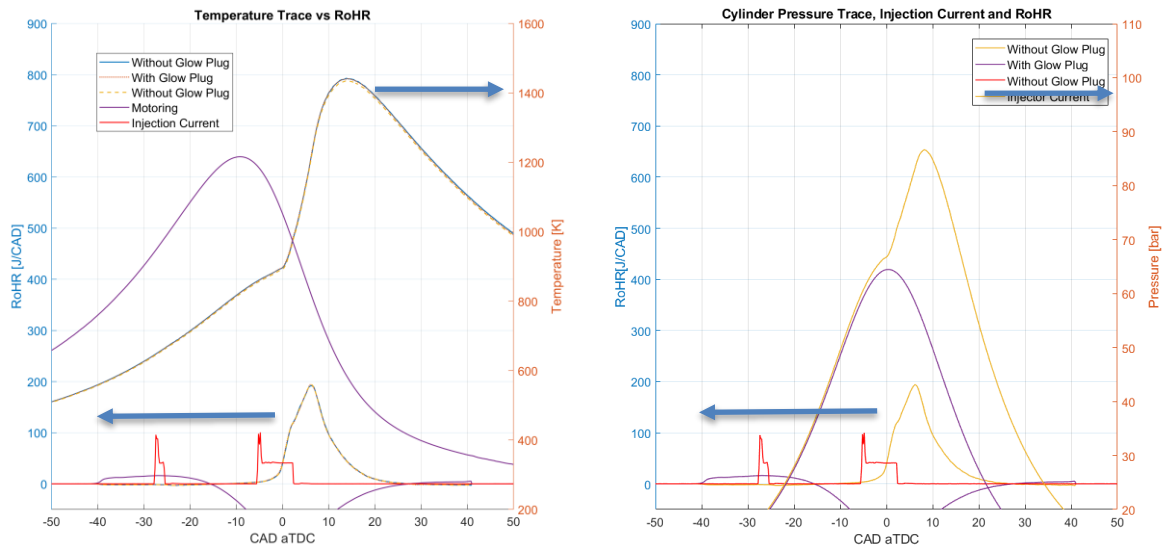 Temperature Trace vs RoHR
900
800
700
600
500
400
300
200
100
0
RoHR [J/CAD]
Without Glow Plug
With Glow Plug
Without Glow Plug
Motoring
Injection Current
1600
1400
1200
1000
800
600
400
200
Temperature [K]
-50 -40 -30 -20 -10 0 10 20 30 40 50
CAD aTDC
Cylinder Pressure Trace, Injection Current and RoHR
900
800
700
600
500
400
300
200
100
0
RoHR[J/CAD]
Without Glow Plug
With Glow Plug
Without Glow Plug
Injector Current
110
100
90
80
70
60
50
40
30
20
Pressure [bar]
-50 -40 -30 -20 -10 0 10 20 30 40 50
CAD aTDC